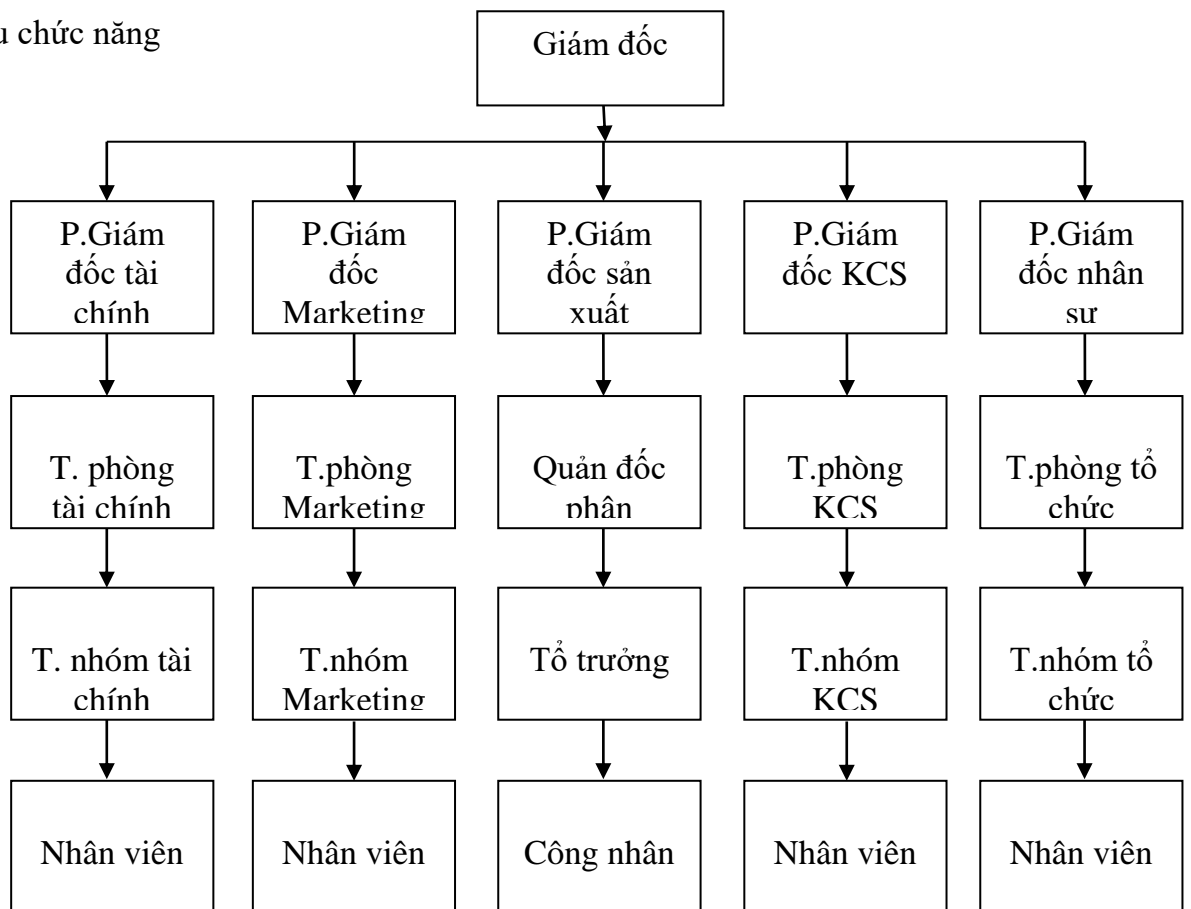 u chức năng
Giám đốc
P.Giám
đốc tài
chính
P.Giám
đốc
Marketing
P.Giám
đốc sản
xuất
P.Giám
đốc KCS
P.Giám
đốc nhân
sự
T. phòng
tài chính
T.phòng
Marketing
Quản đốc
phân
T.phòng
KCS
T.phòng tổ
chức
T. nhóm tài
chính
T.nhóm
Marketing
Tổ trưởng
T.nhóm
KCS
T.nhóm tổ
chức
Nhân viên
Nhân viên
Công nhân
Nhân viên
Nhân viên